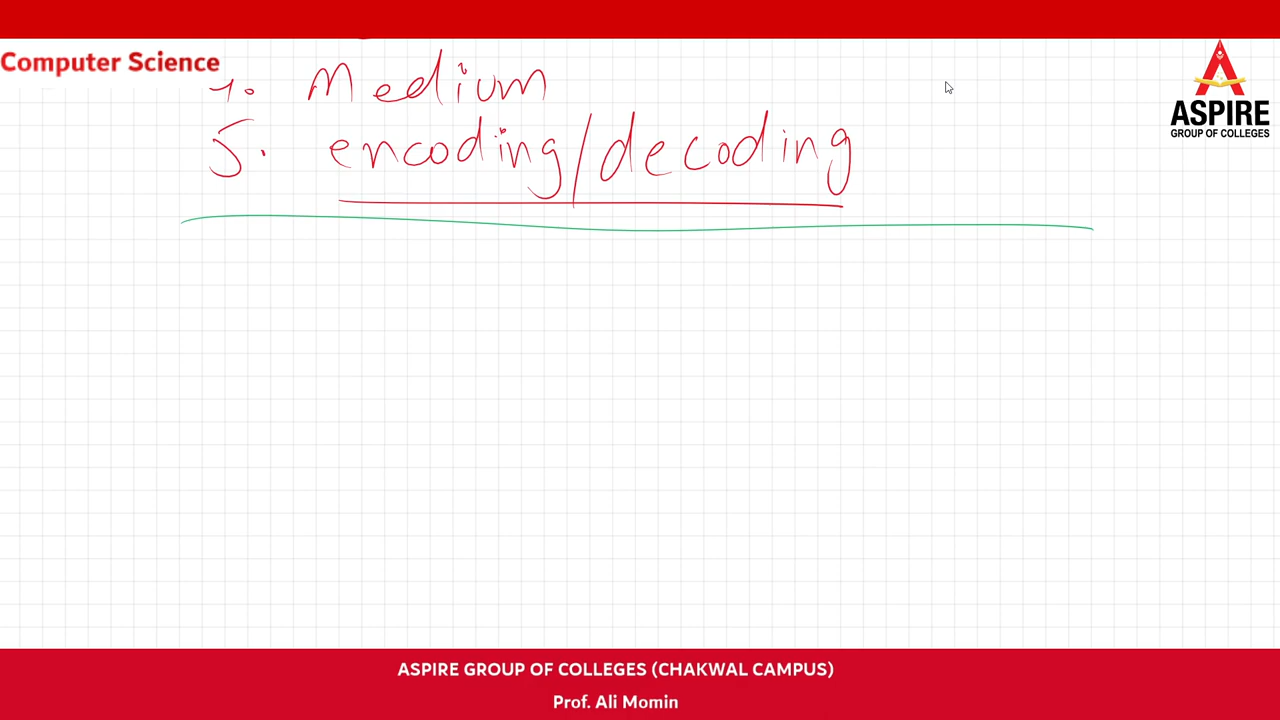 Computer Science
4. Medium
5. encoding/decoding
ASPIRE
GROUP OF COLLEGES
ASPIRE GROUP OF COLLEGES (CHAKWAL CAMPUS)
Prof. Ali Momin